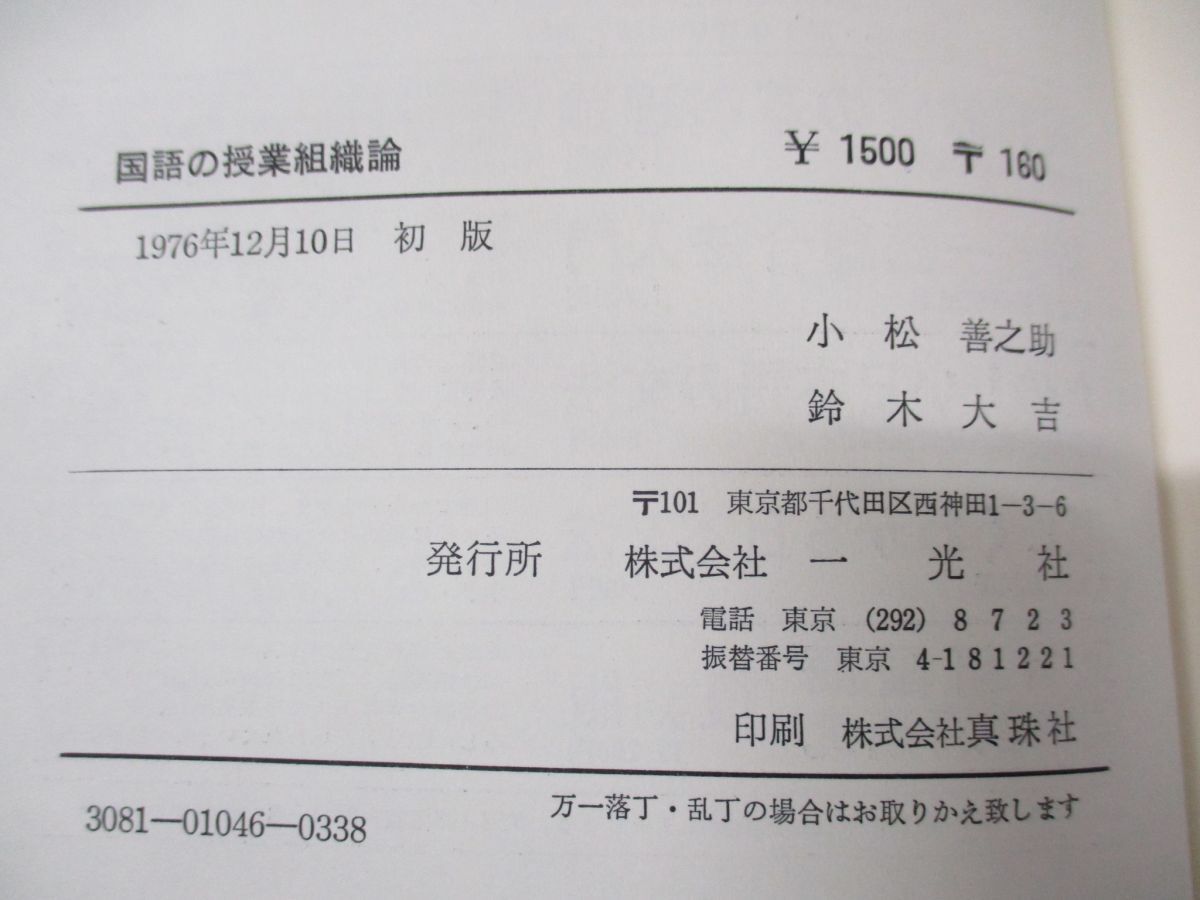 国語の授業組織論 ¥1500 〒160
1976年12月10日 初版
小松 善之助
鈴木大吉
〒101 東京都千代田区西神田1−3−6
発行所 株式会社 一光社
電話 東京 (292) 8723
振替番号 東京 4-181221
印刷 株式会社真珠社
3081―01046―0338 万一落丁・乱丁の場合はお取りかえ致します